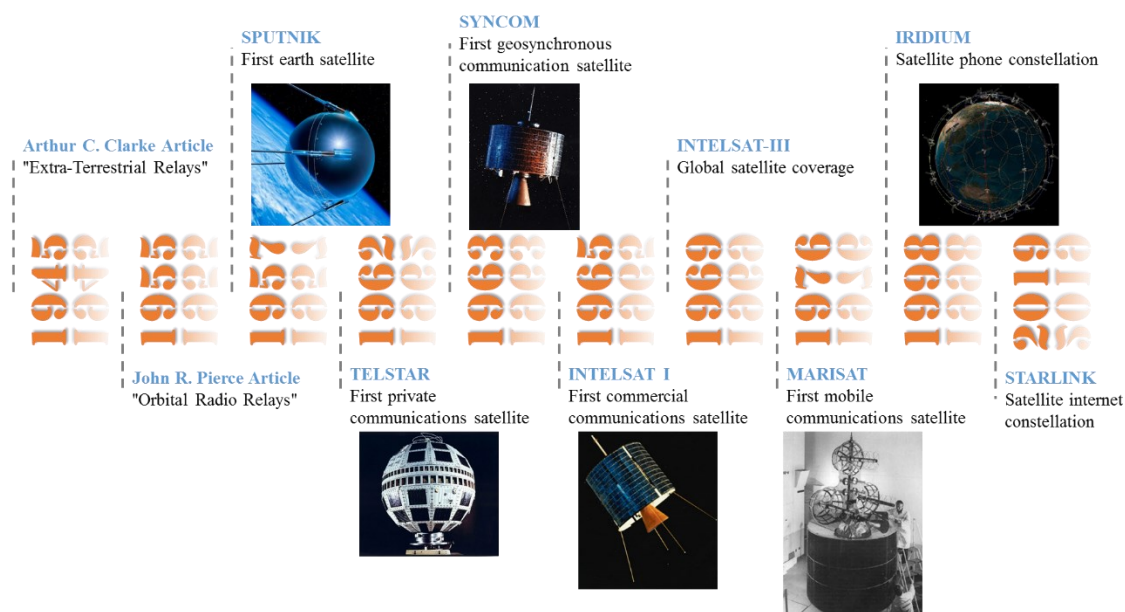 SPUTNIK
First earth satellite
SYNCOM
First geosynchronous
communication satellite
IRIDIUM
Satellite phone constellation
Arthur C. Clarke Article
"Extra-Terrestrial Relays"
INTELSAT-III
Global satellite coverage
1945
1955
1957
1962
1963
1965
1969
1976
1998
2019
John R. Pierce Article
"Orbital Radio Relays"
TELSTAR
First private
communications satellite
INTELSAT I
First commercial
communications satellite
MARISAT
First mobile
communications satellite
STARLINK
Satellite internet
constellation